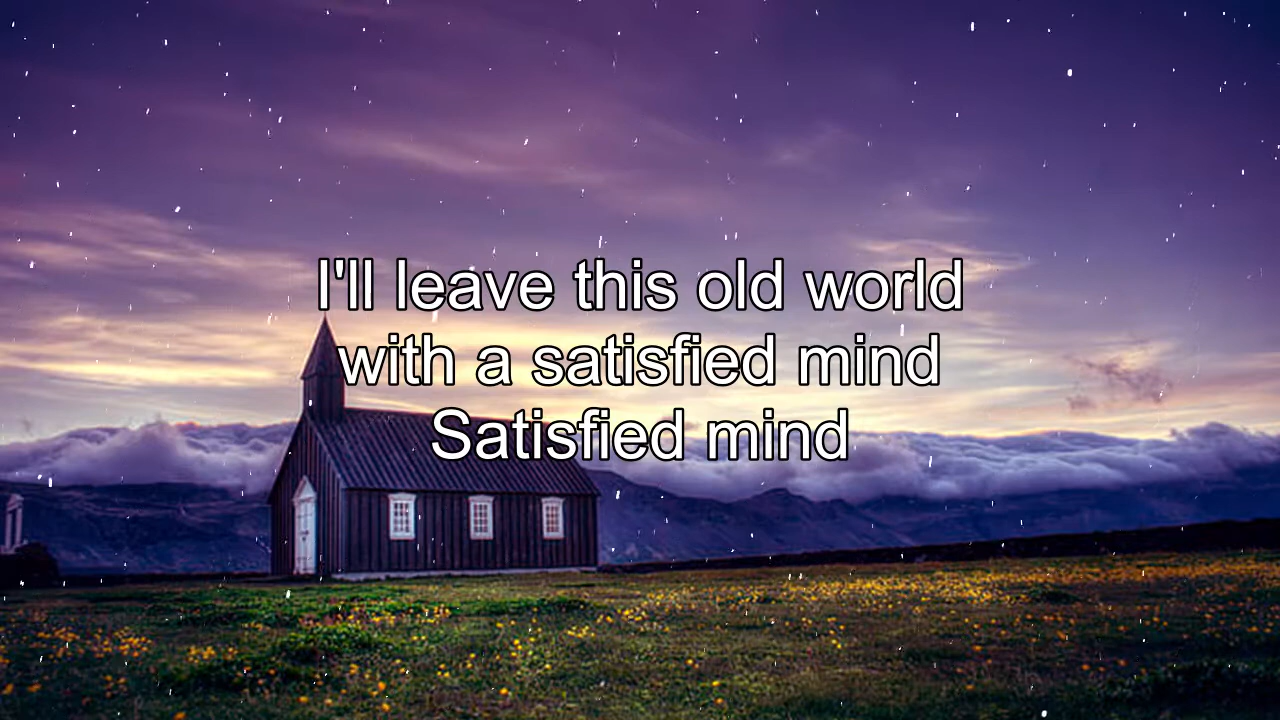 I'll leave this old world
with a satisfied mind
Satisfied mind